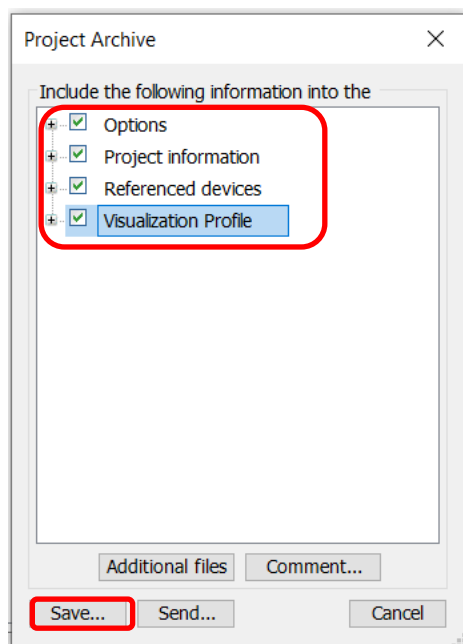 Project Archive
Include the following information into the
Options
Project information
Referenced devices
Visualization Profile
Additional files Comment...
Save... Send... Cancel